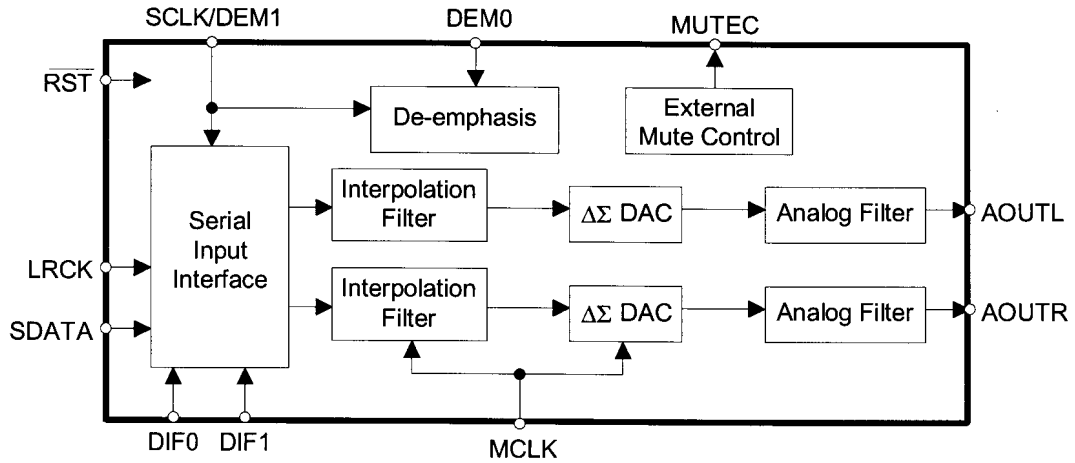 SCLK/DEM1
DEM0
MUTEC
RST
De-emphasis
External
Mute Control
Serial
Input
Interface
Interpolation
Filter
ΔΣ DAC
Analog Filter
AOUTL
LRCK
Interpolation
Filter
ΔΣ DAC
Analog Filter
AOUTR
SDATA
DIF0
DIF1
MCLK